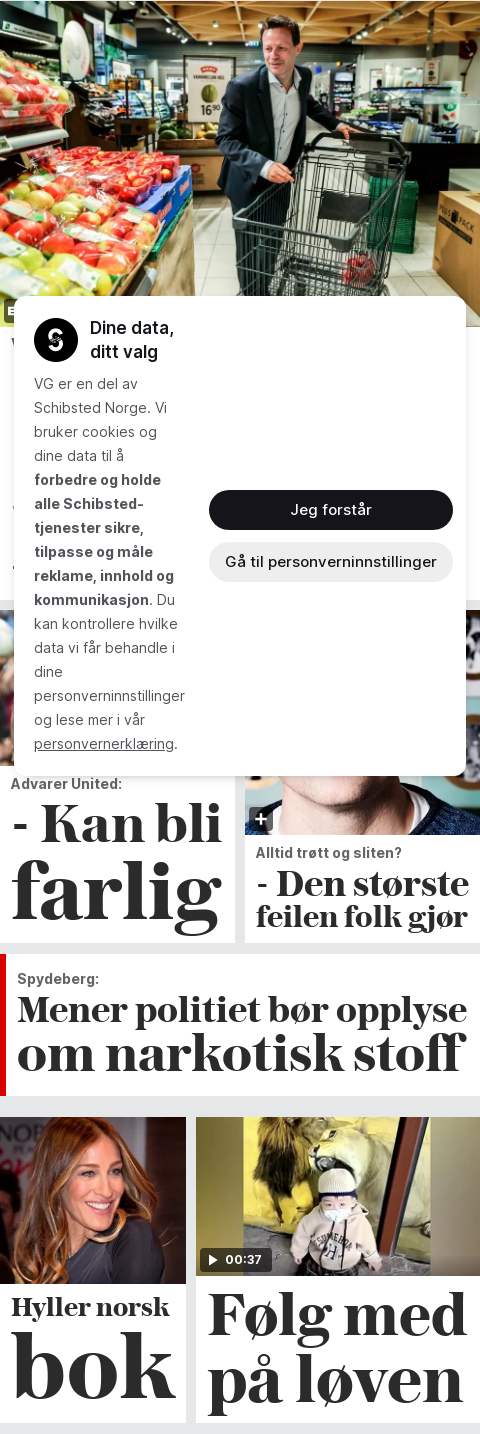 16⁹⁰
Dine data,
ditt valg
VG er en del av
Schibsted Norge. Vi
bruker cookies og
dine data til å
forbedre og holde
alle Schibsted-
tjenester sikre,
tilpasse og måle
reklame, innhold og
kommunikasjon. Du
kan kontrollere hvilke
data vi får behandle i
dine
personverninnstillinger
og lese mer i vår
personvernerklæring.
Jeg forstår
Gå til personverninnstillinger
Advarer United:
- Kan bli
farlig
Alltid trøtt og sliten?
- Den største
feilen folk gjør
Spydeberg:
Mener politiet bør opplyse
om narkotisk stoff
Hyller norsk
bok
00:37
Følg med
på løven